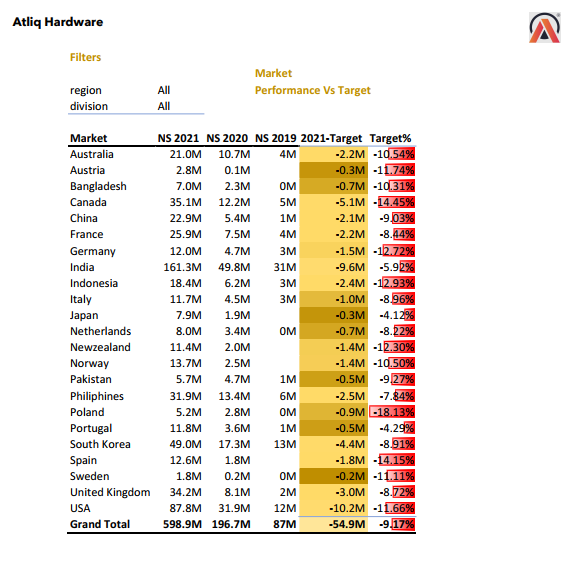 Atliq Hardware
Filters
Market
region All Performance Vs Target
division All
Market NS 2021 NS 2020 NS 2019 2021-Target Target%
Australia 21.0M 10.7M 4M -2.2M -10.54%
Austria 2.8M 0.1M -0.3M -11.74%
Bangladesh 7.0M 2.3M 0M -0.7M -10.31%
Canada 35.1M 12.2M 5M -5.1M -14.45%
China 22.9M 5.4M 1M -2.1M -9.03%
France 25.9M 7.5M 4M -2.2M -8.44%
Germany 12.0M 4.7M 3M -1.5M -12.72%
India 161.3M 49.8M 31M -9.6M -5.92%
Indonesia 18.4M 6.2M 3M -2.4M -12.93%
Italy 11.7M 4.5M 3M -1.0M -8.96%
Japan 7.9M 1.9M -0.3M -4.12%
Netherlands 8.0M 3.4M 0M -0.7M -8.22%
Newzealand 11.4M 2.0M -1.4M -12.30%
Norway 13.7M 2.5M -1.4M -10.50%
Pakistan 5.7M 4.7M 1M -0.5M -9.27%
Philiphines 31.9M 13.4M 6M -2.5M -7.84%
Poland 5.2M 2.8M 0M -0.9M -18.13%
Portugal 11.8M 3.6M 1M -0.5M -4.29%
South Korea 49.0M 17.3M 13M -4.4M -8.91%
Spain 12.6M 1.8M -1.8M -14.15%
Sweden 1.8M 0.2M 0M -0.2M -11.11%
United Kingdom 34.2M 8.1M 2M -3.0M -8.72%
USA 87.8M 31.9M 12M -10.2M -11.66%
Grand Total 598.9M 196.7M 87M -54.9M -9.17%